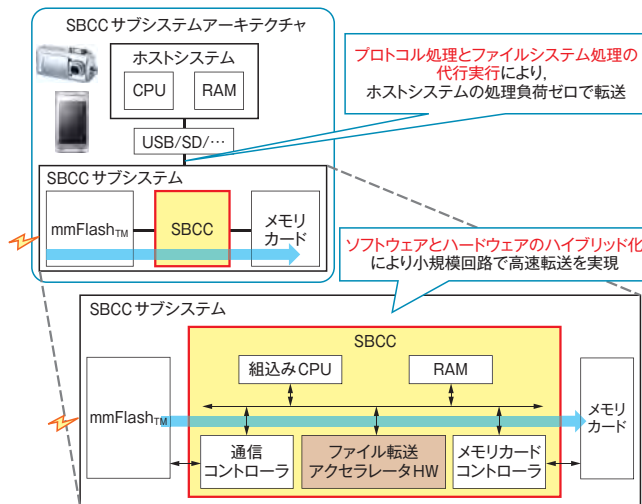 SBCCサブシステムアーキテクチャ
ホストシステム
CPU
RAM
USB/SD/…
プロトコル処理とファイルシステム処理の
代行実行により,
ホストシステムの処理負荷ゼロで転送
SBCCサブシステム
mmFlashTM
SBCC
メモリ
カード
ソフトウェアとハードウェアのハイブリッド化
により小規模回路で高速転送を実現
SBCCサブシステム
SBCC
組込みCPU
RAM
mmFlashTM
メモリ
カード
通信
コントローラ
ファイル転送
アクセラレータHW
メモリカード
コントローラ